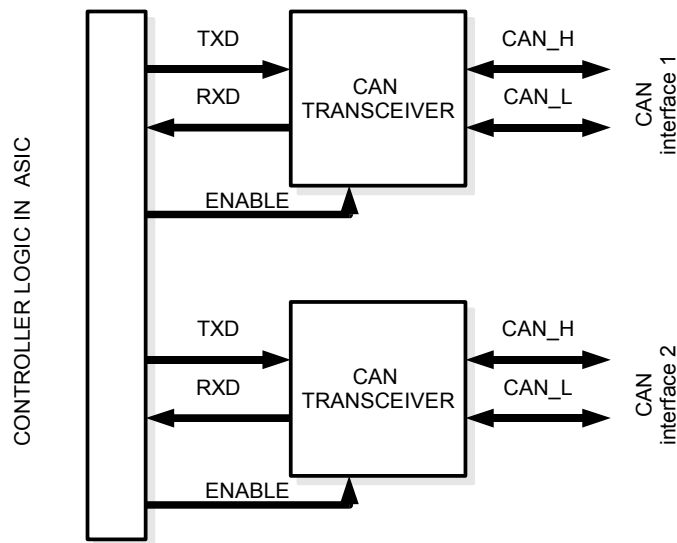 CONTROLLER LOGIC IN ASIC
TXD
RXD
ENABLE
CAN
TRANSCEIVER
CAN_H
CAN_L
CAN
interface 1
TXD
RXD
ENABLE
CAN
TRANSCEIVER
CAN_H
CAN_L
CAN
interface 2